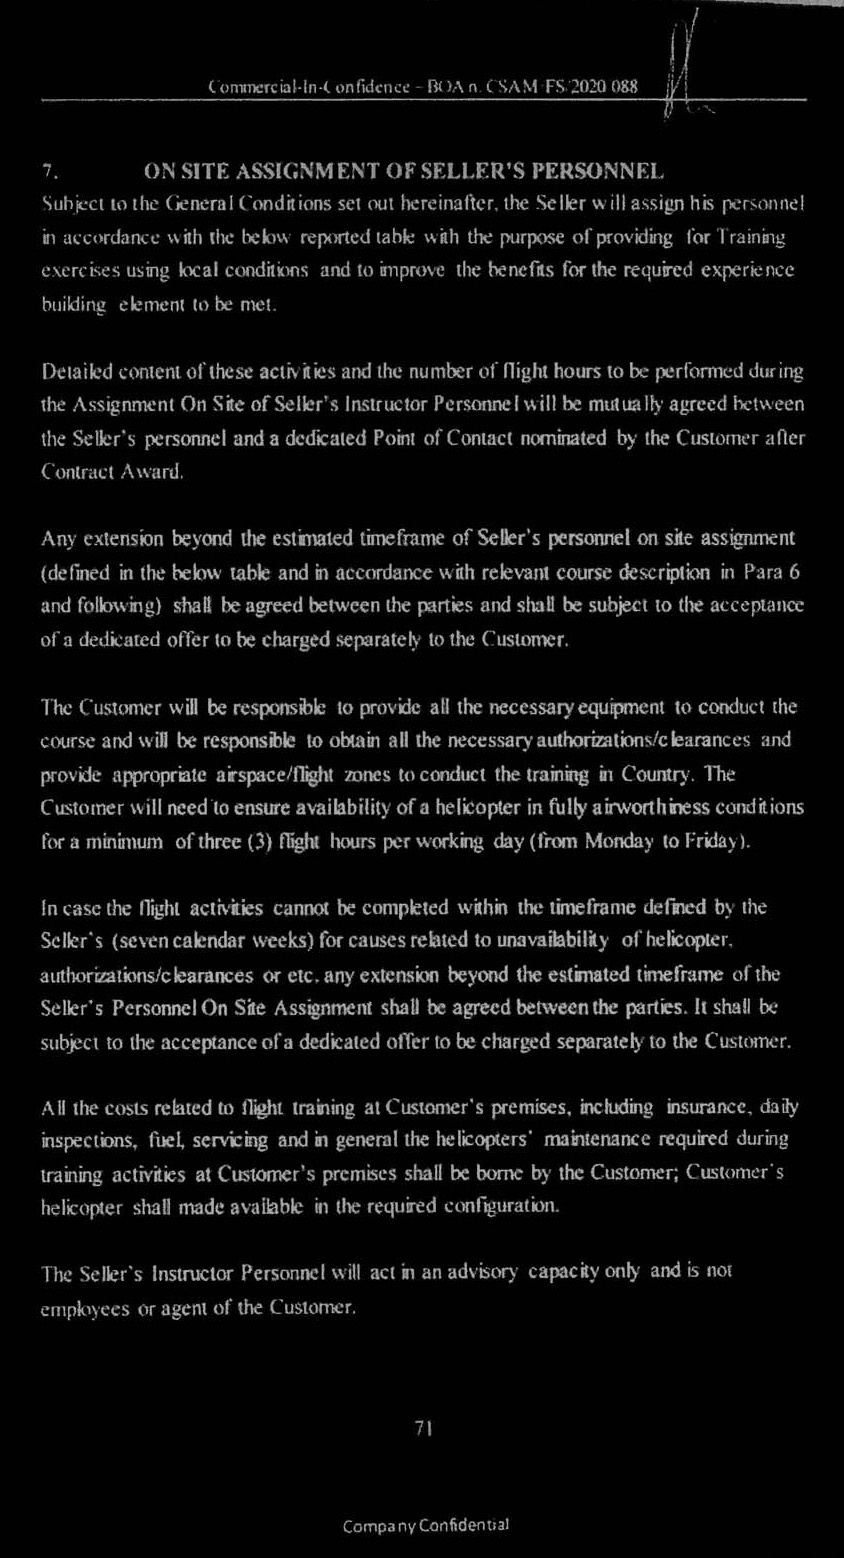 Commercial-In-Confidence - BOA n. CSAM-FS/2020/088
7. ON SITE ASSIGNMENT OF SELLER'S PERSONNEL
Subject to the General Conditions set out hereinafter, the Seller will assign his personnel
in accordance with the below reported table with the purpose of providing for Training
exercises using local conditions and to improve the benefits for the required experience
building element to be met.
Detailed content of these activities and the number of flight hours to be performed during
the Assignment On Site of Seller's Instructor Personnel will be mutually agreed between
the Seller's personnel and a dedicated Point of Contact nominated by the Customer after
Contract Award.
Any extension beyond the estimated timeframe of Seller's personnel on site assignment
(defined in the below table and in accordance with relevant course description in Para 6
and following) shall be agreed between the parties and shall be subject to the acceptance
of a dedicated offer to be charged separately to the Customer.
The Customer will be responsible to provide all the necessary equipment to conduct the
course and will be responsible to obtain all the necessary authorizations/clearances and
provide appropriate airspace/flight zones to conduct the training in Country. The
Customer will need to ensure availability of a helicopter in fully airworthiness conditions
for a minimum of three (3) flight hours per working day (from Monday to Friday).
In case the flight activities cannot be completed within the timeframe defined by the
Seller's (seven calendar weeks) for causes related to unavailability of helicopter,
authorizations/clearances or etc. any extension beyond the estimated timeframe of the
Seller's Personnel On Site Assignment shall be agreed between the parties. It shall be
subject to the acceptance of a dedicated offer to be charged separately to the Customer.
All the costs related to flight training at Customer's premises, including insurance, daily
inspections, fuel, servicing and in general the helicopters' maintenance required during
training activities at Customer's premises shall be borne by the Customer; Customer's
helicopter shall made available in the required configuration.
The Seller's Instructor Personnel will act in an advisory capacity only and is not
employees or agent of the Customer.
71
Company Confidential